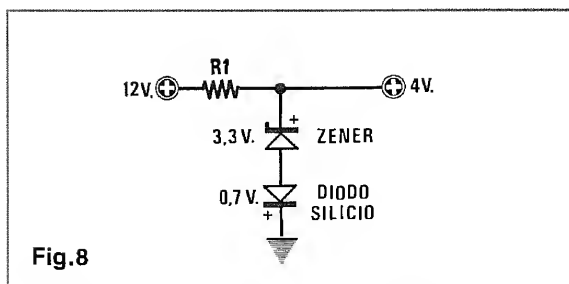 R1
12V.
4V.
+
3,3 V. ZENER
0,7 V. DIODO
SILICIO
+
Fig.8